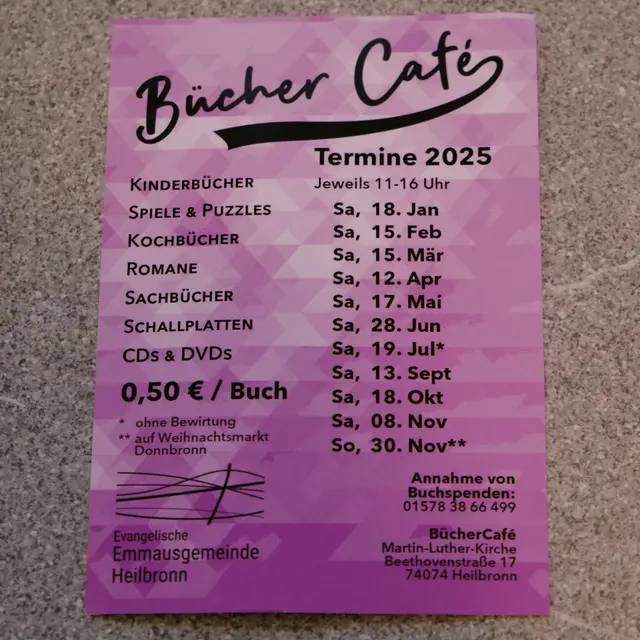 Bücher Café
Termine 2025
Jeweils 11-16 Uhr
KINDERBÜCHER
SPIELE & PUZZLES
KOCHBÜCHER
ROMANE
SACHBÜCHER
SCHALLPLATTEN
CDS & DVDS
0,50 € / Buch
* ohne Bewirtung
** auf Weihnachtsmarkt
Donnbronn
Sa, 18. Jan
Sa, 15. Feb
Sa, 15. Mär
Sa, 12. Apr
Sa, 17. Mai
Sa, 28. Jun
Sa, 19. Jul*
Sa, 13. Sept
Sa, 18. Okt
Sa, 08. Nov
So, 30. Nov**
Evangelische
Emmausgemeinde
Heilbronn
Annahme von
Buchspenden:
01578 38 66 499
BücherCafé
Martin-Luther-Kirche
Beethovenstraße 17
74074 Heilbronn